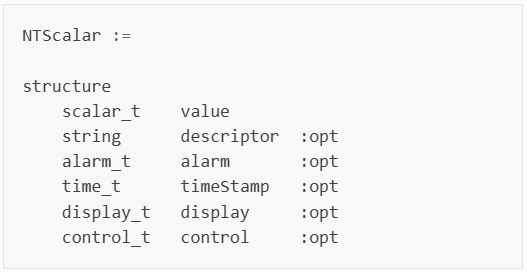 NTScalar :=

structure
    scalar_t    value
    string      descriptor  :opt
    alarm_t     alarm       :opt
    time_t      timeStamp   :opt
    display_t   display     :opt
    control_t   control     :opt